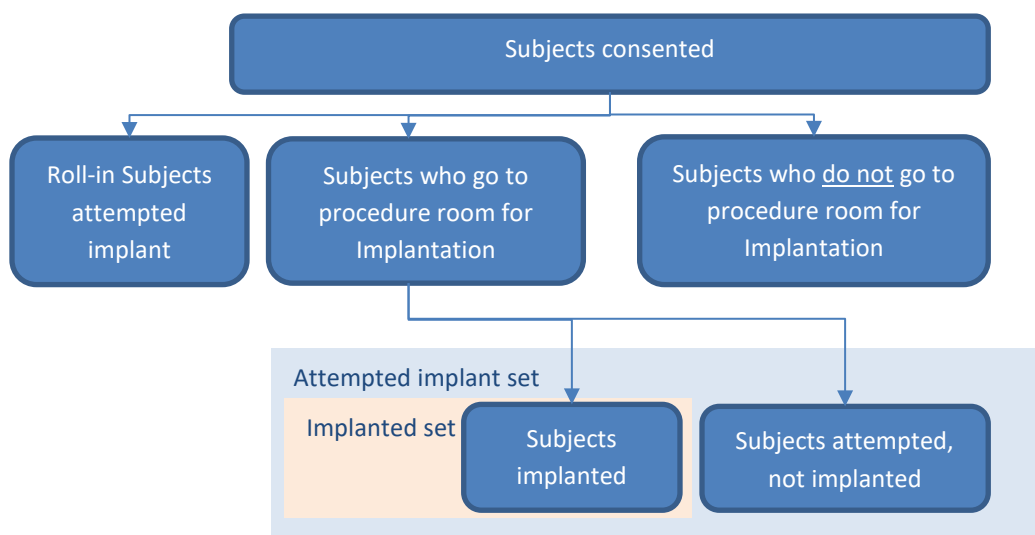 Subjects consented
Roll-in Subjects
attempted
implant
Subjects who go to
procedure room for
Implantation
Subjects who do not go to
procedure room for
Implantation
Attempted implant set
Implanted set
Subjects
implanted
Subjects attempted,
not implanted